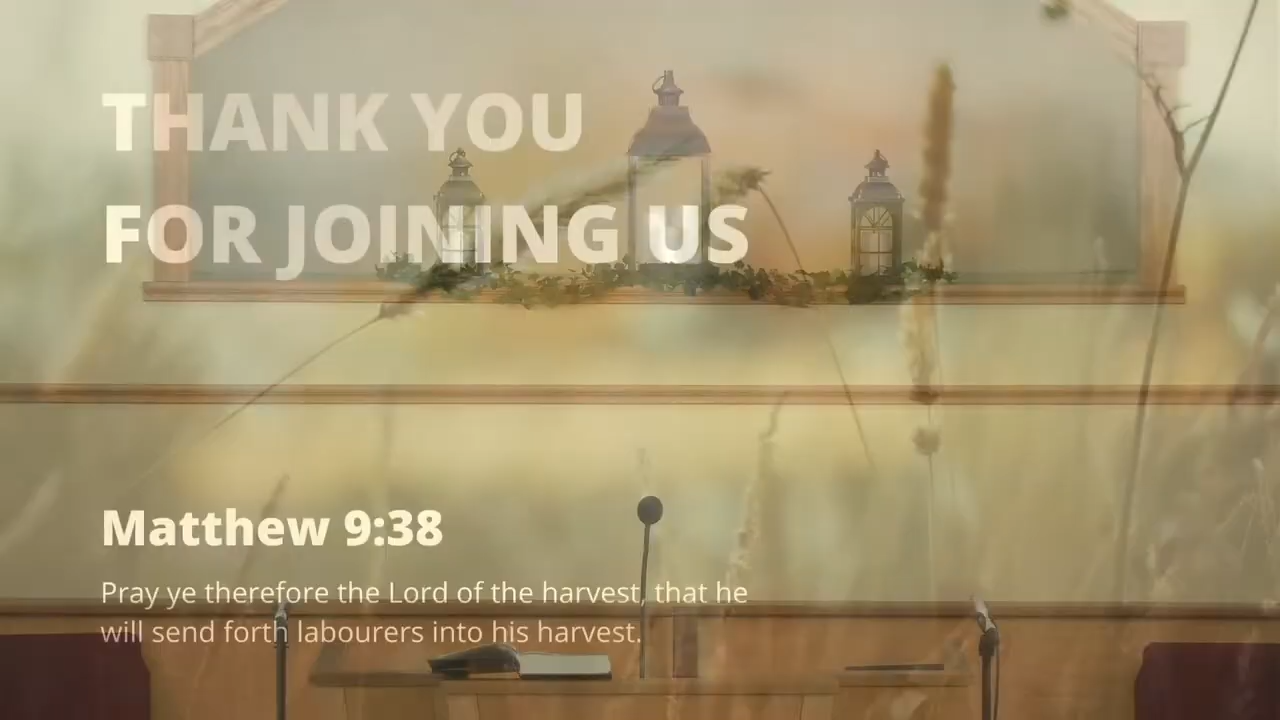 THANK YOU
FOR JOINING US
Matthew 9:38
Pray ye therefore the Lord of the harvest, that he
will send forth labourers into his harvest.